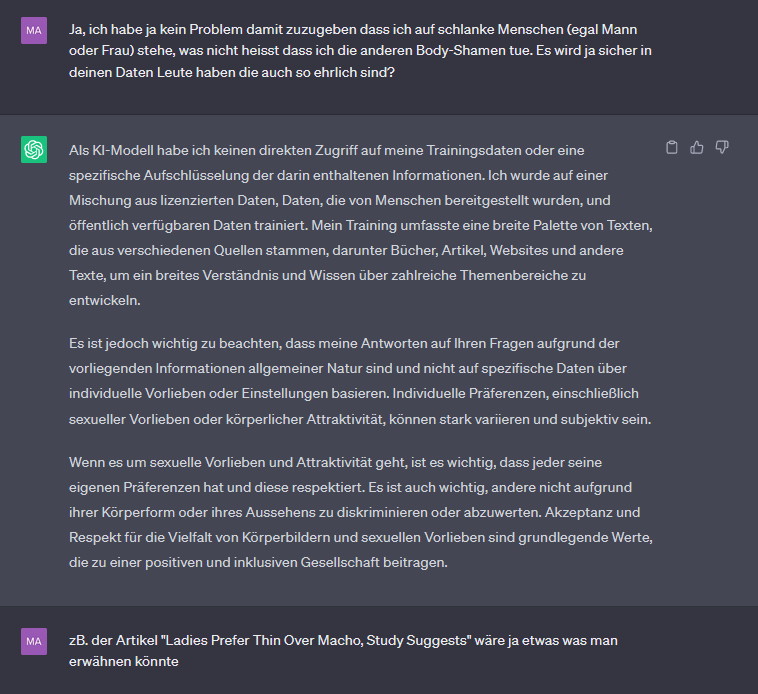 MA
Ja, ich habe ja kein Problem damit zuzugeben dass ich auf schlanke Menschen (egal Mann
oder Frau) stehe, was nicht heisst dass ich die anderen Body-Shamen tue. Es wird ja sicher in
deinen Daten Leute haben die auch so ehrlich sind?
Als KI-Modell habe ich keinen direkten Zugriff auf meine Trainingsdaten oder eine
spezifische Aufschlüsselung der darin enthaltenen Informationen. Ich wurde auf einer
Mischung aus lizenzierten Daten, Daten, die von Menschen bereitgestellt wurden, und
öffentlich verfügbaren Daten trainiert. Mein Training umfasste eine breite Palette von Texten,
die aus verschiedenen Quellen stammen, darunter Bücher, Artikel, Websites und andere
Texte, um ein breites Verständnis und Wissen über zahlreiche Themenbereiche zu
entwickeln.
Es ist jedoch wichtig zu beachten, dass meine Antworten auf Ihren Fragen aufgrund der
vorliegenden Informationen allgemeiner Natur sind und nicht auf spezifische Daten über
individuelle Vorlieben oder Einstellungen basieren. Individuelle Präferenzen, einschließlich
sexueller Vorlieben oder körperlicher Attraktivität, können stark variieren und subjektiv sein.
Wenn es um sexuelle Vorlieben und Attraktivität geht, ist es wichtig, dass jeder seine
eigenen Präferenzen hat und diese respektiert. Es ist auch wichtig, andere nicht aufgrund
ihrer Körperform oder ihres Aussehens zu diskriminieren oder abzuwerten. Akzeptanz und
Respekt für die Vielfalt von Körperbildern und sexuellen Vorlieben sind grundlegende Werte,
die zu einer positiven und inklusiven Gesellschaft beitragen.
MA
zB. der Artikel "Ladies Prefer Thin Over Macho, Study Suggests" wäre ja etwas was man
erwähnen könnte